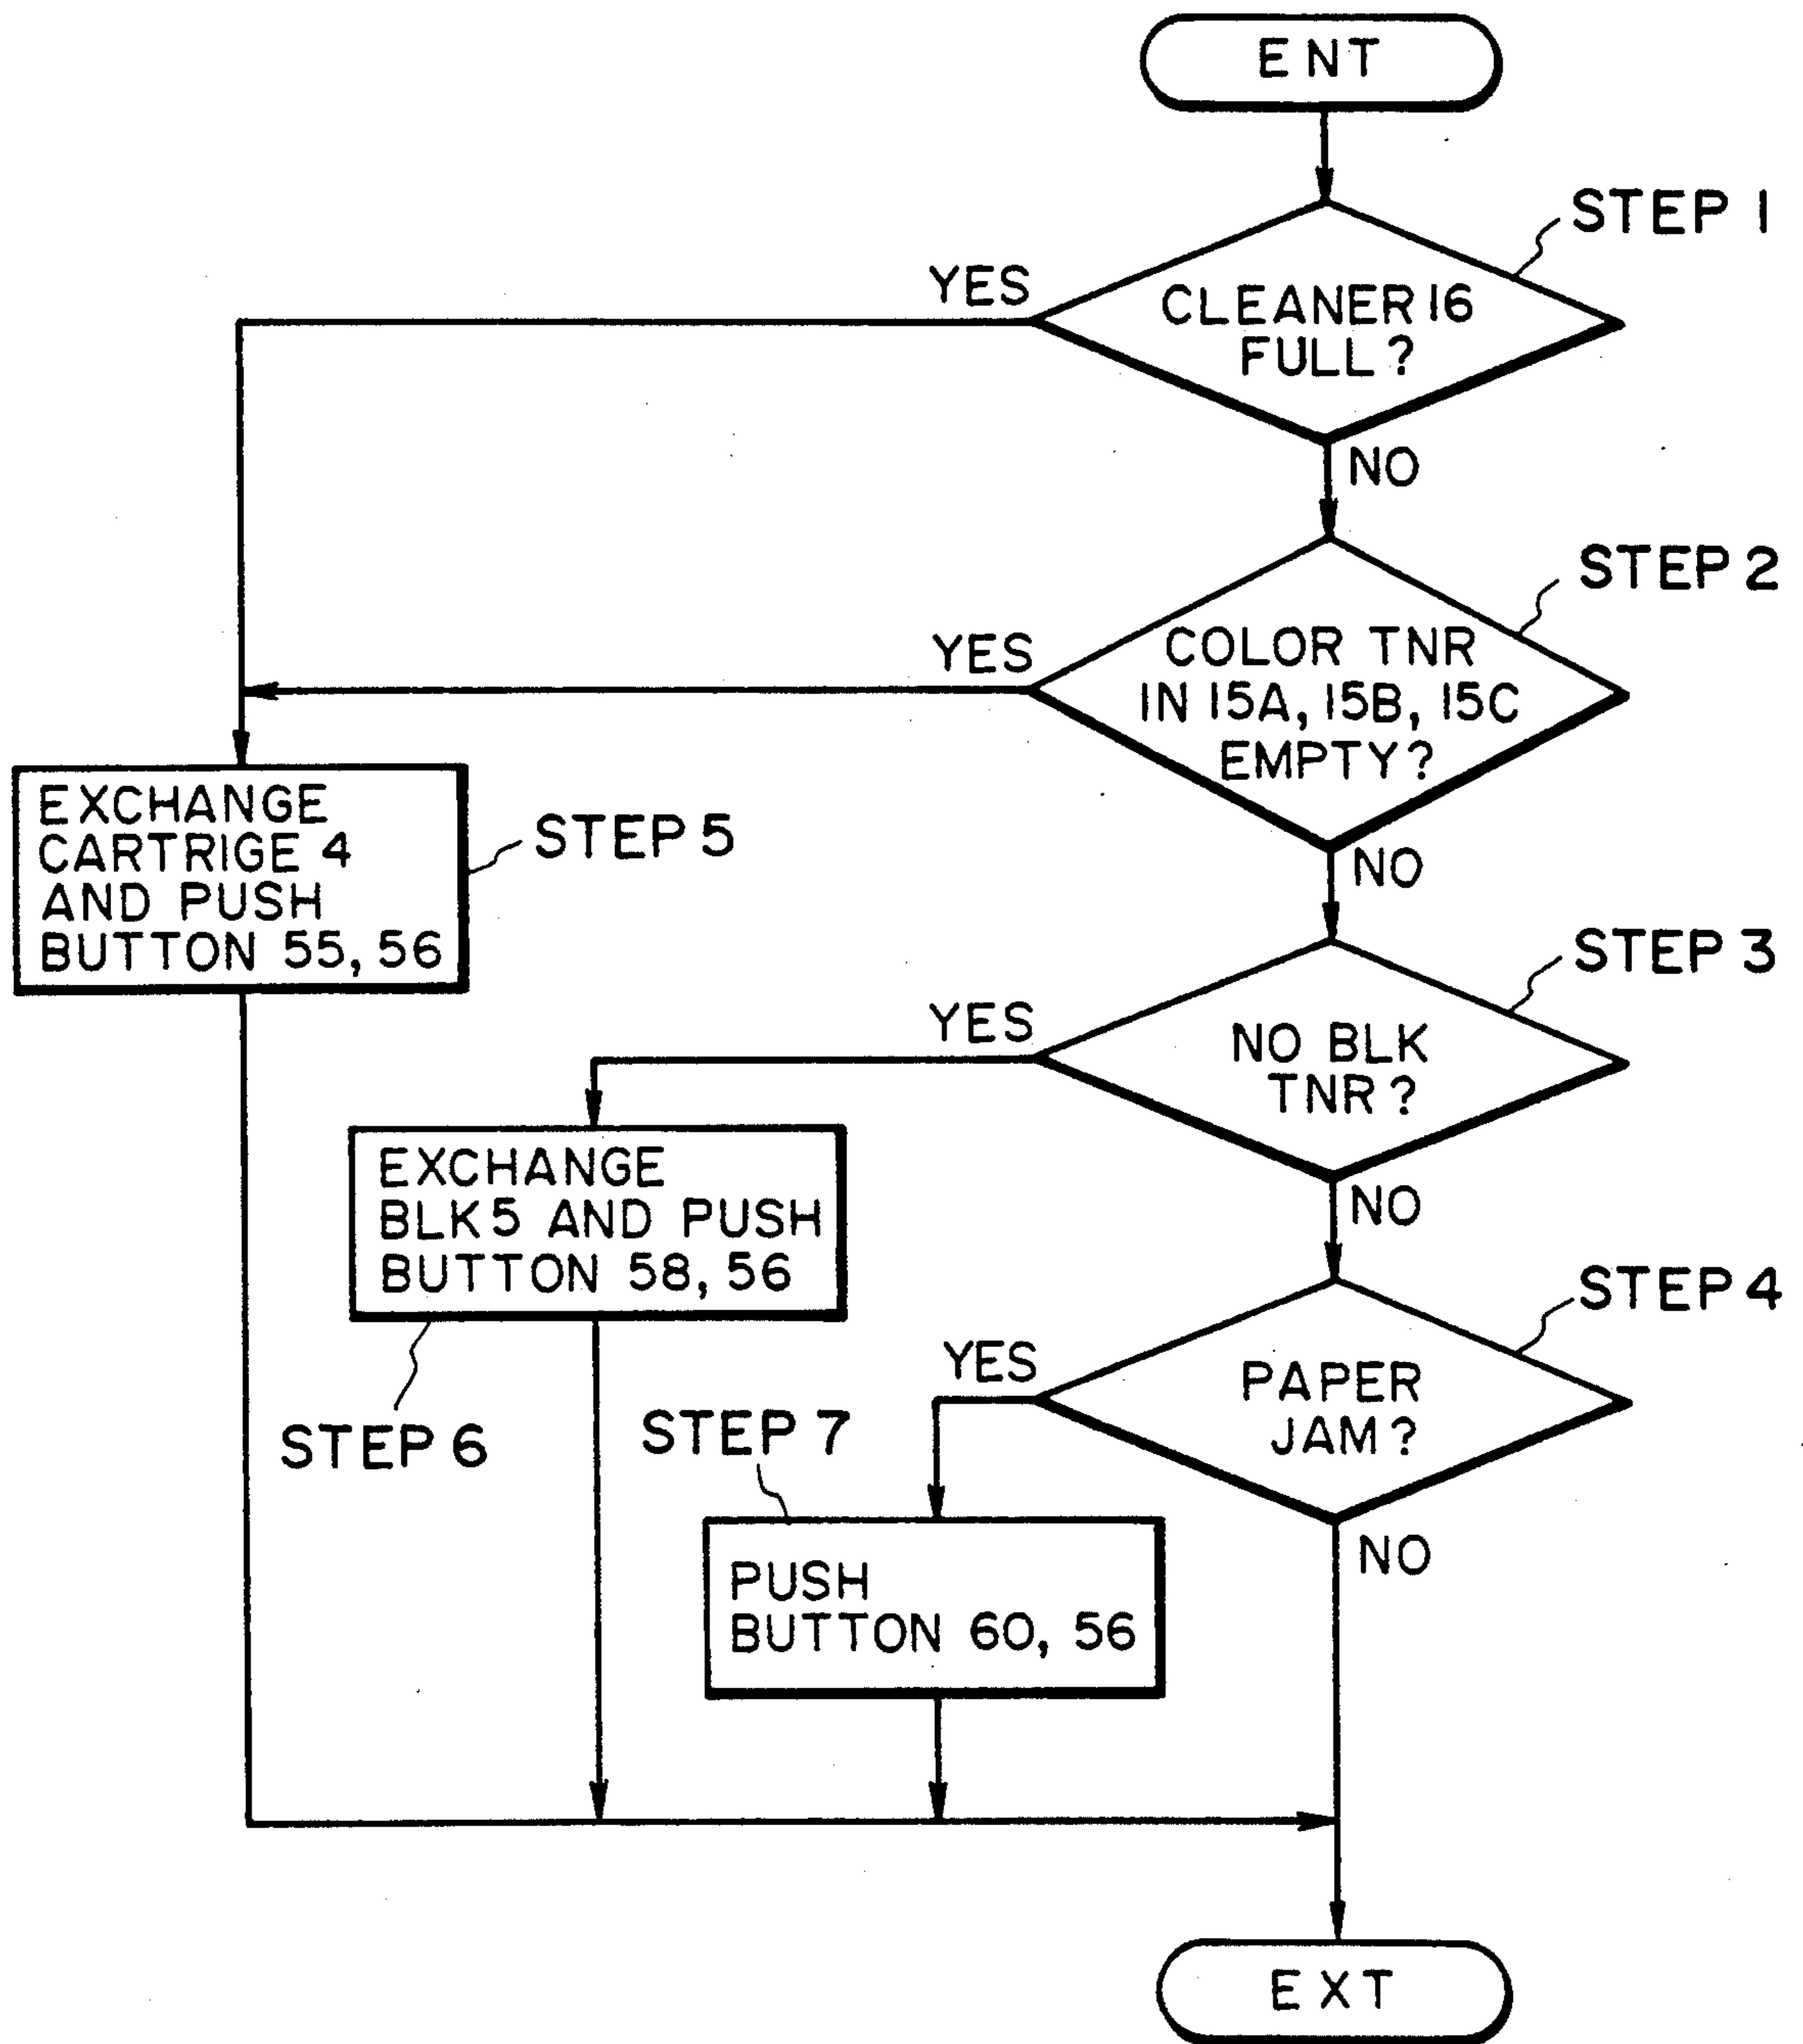 ENT
STEP 1
YES
CLEANER 16
FULL?
NO
STEP 2
YES
COLOR TNR
IN 15A, 15B, 15C
EMPTY?
NO
EXCHANGE
CARTRIGE 4
AND PUSH
BUTTON 55, 56
STEP 5
STEP 3
YES
NO BLK
TNR?
NO
EXCHANGE
BLK 5 AND PUSH
BUTTON 58, 56
STEP 6
STEP 4
YES
PAPER
JAM?
NO
STEP 7
PUSH
BUTTON 60, 56
EXT